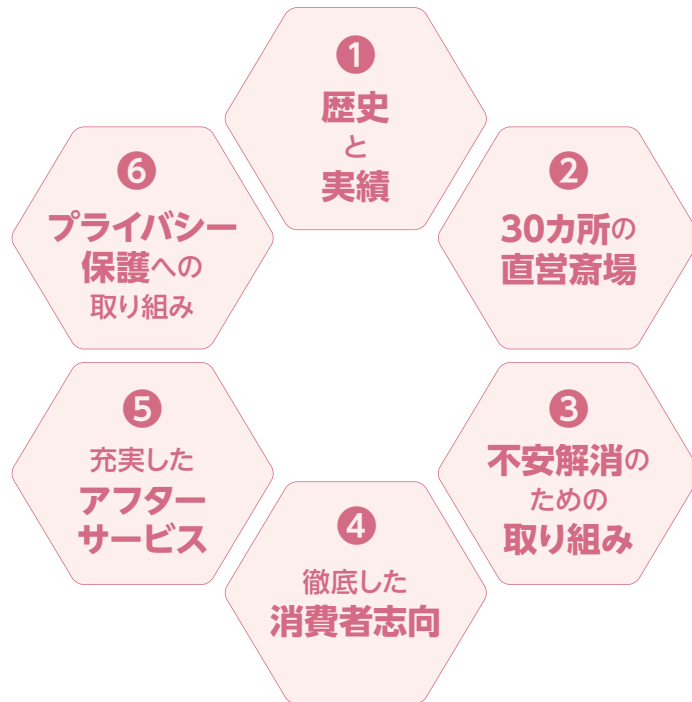 ❶
歴史
と
実績
❷
30カ所の
直営斎場
❸
不安解消の
ための
取り組み
❹
徹底した
消費者志向
❺
充実した
アフター
サービス
❻
プライバシー
保護への
取り組み